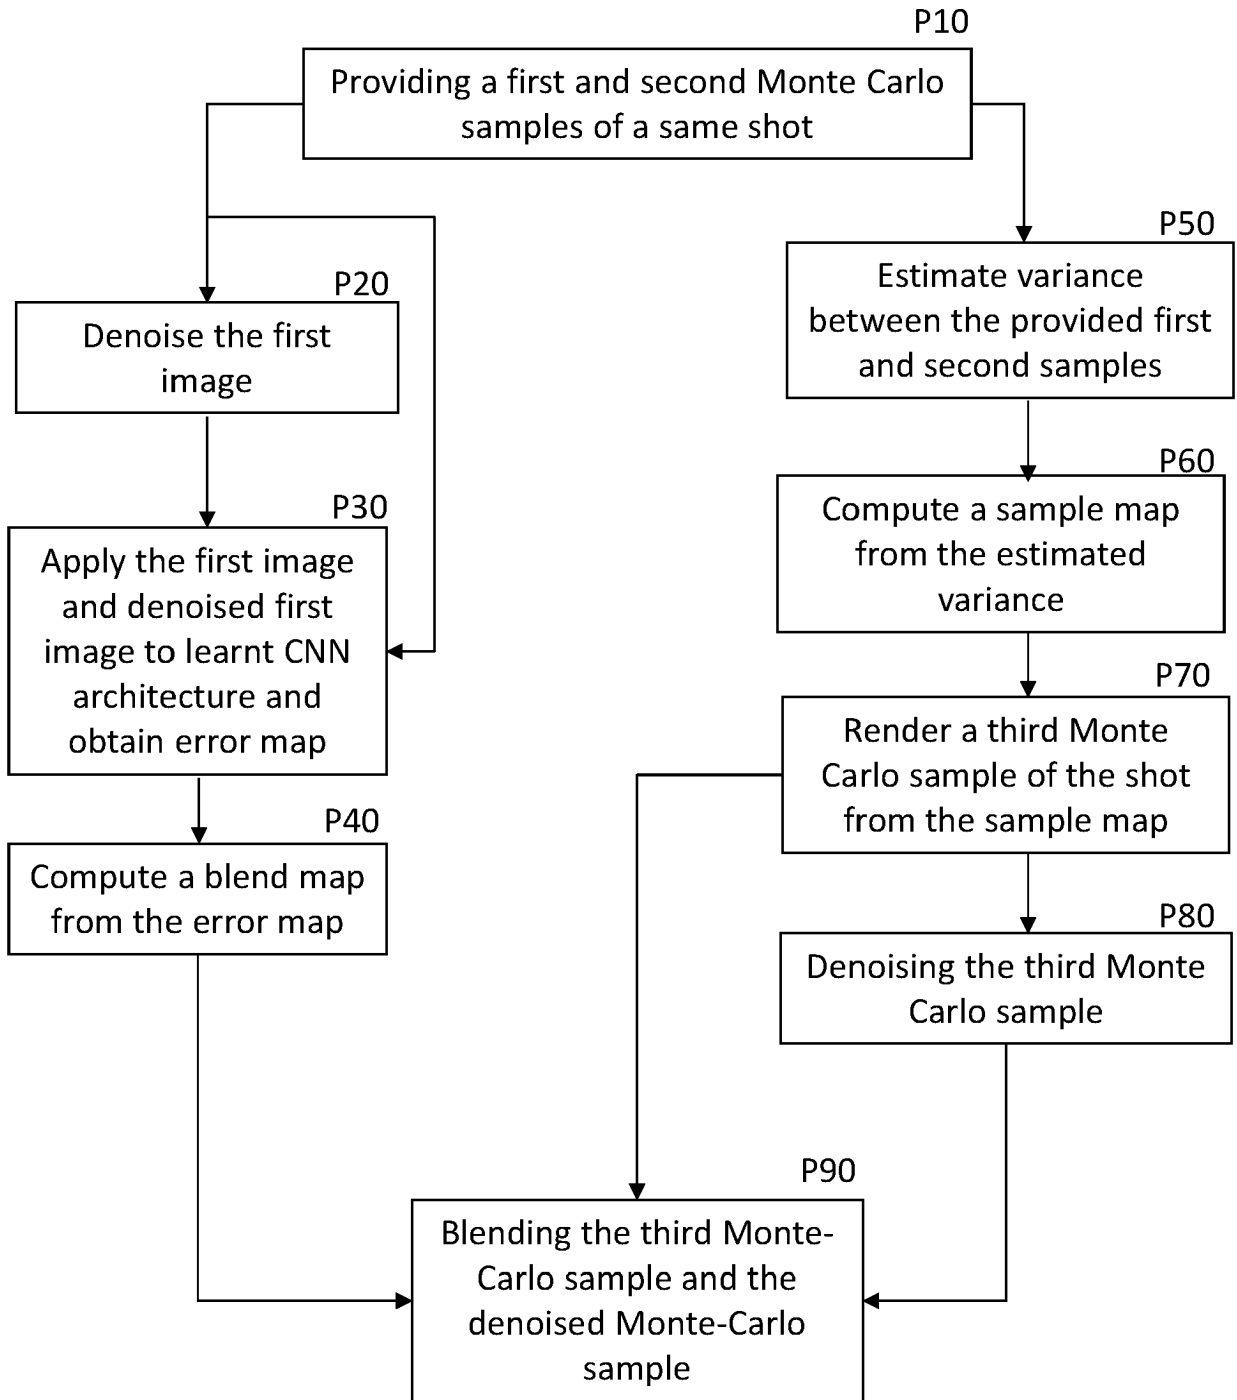 P10
Providing a first and second Monte Carlo
samples of a same shot
P20
Denoise the first
image
P30
Apply the first image
and denoised first
image to learnt CNN
architecture and
obtain error map
P40
Compute a blend map
from the error map
P50
Estimate variance
between the provided first
and second samples
P60
Compute a sample map
from the estimated
variance
P70
Render a third Monte
Carlo sample of the shot
from the sample map
P80
Denoising the third Monte
Carlo sample
P90
Blending the third Monte-
Carlo sample and the
denoised Monte-Carlo
sample